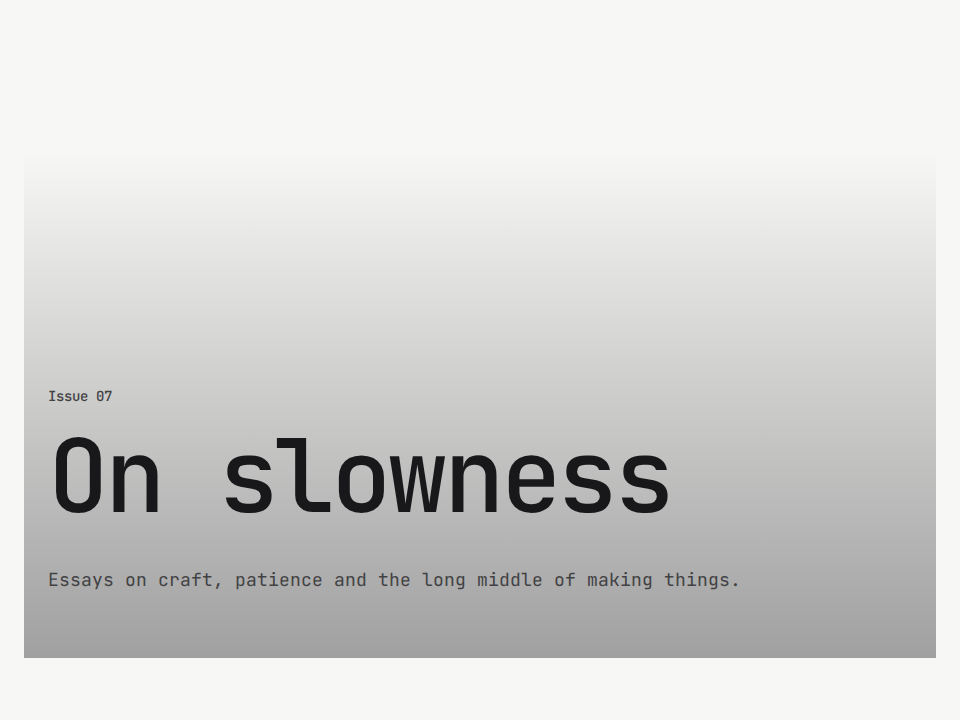 Issue 07
On slowness
Essays on craft, patience and the long middle of making things.